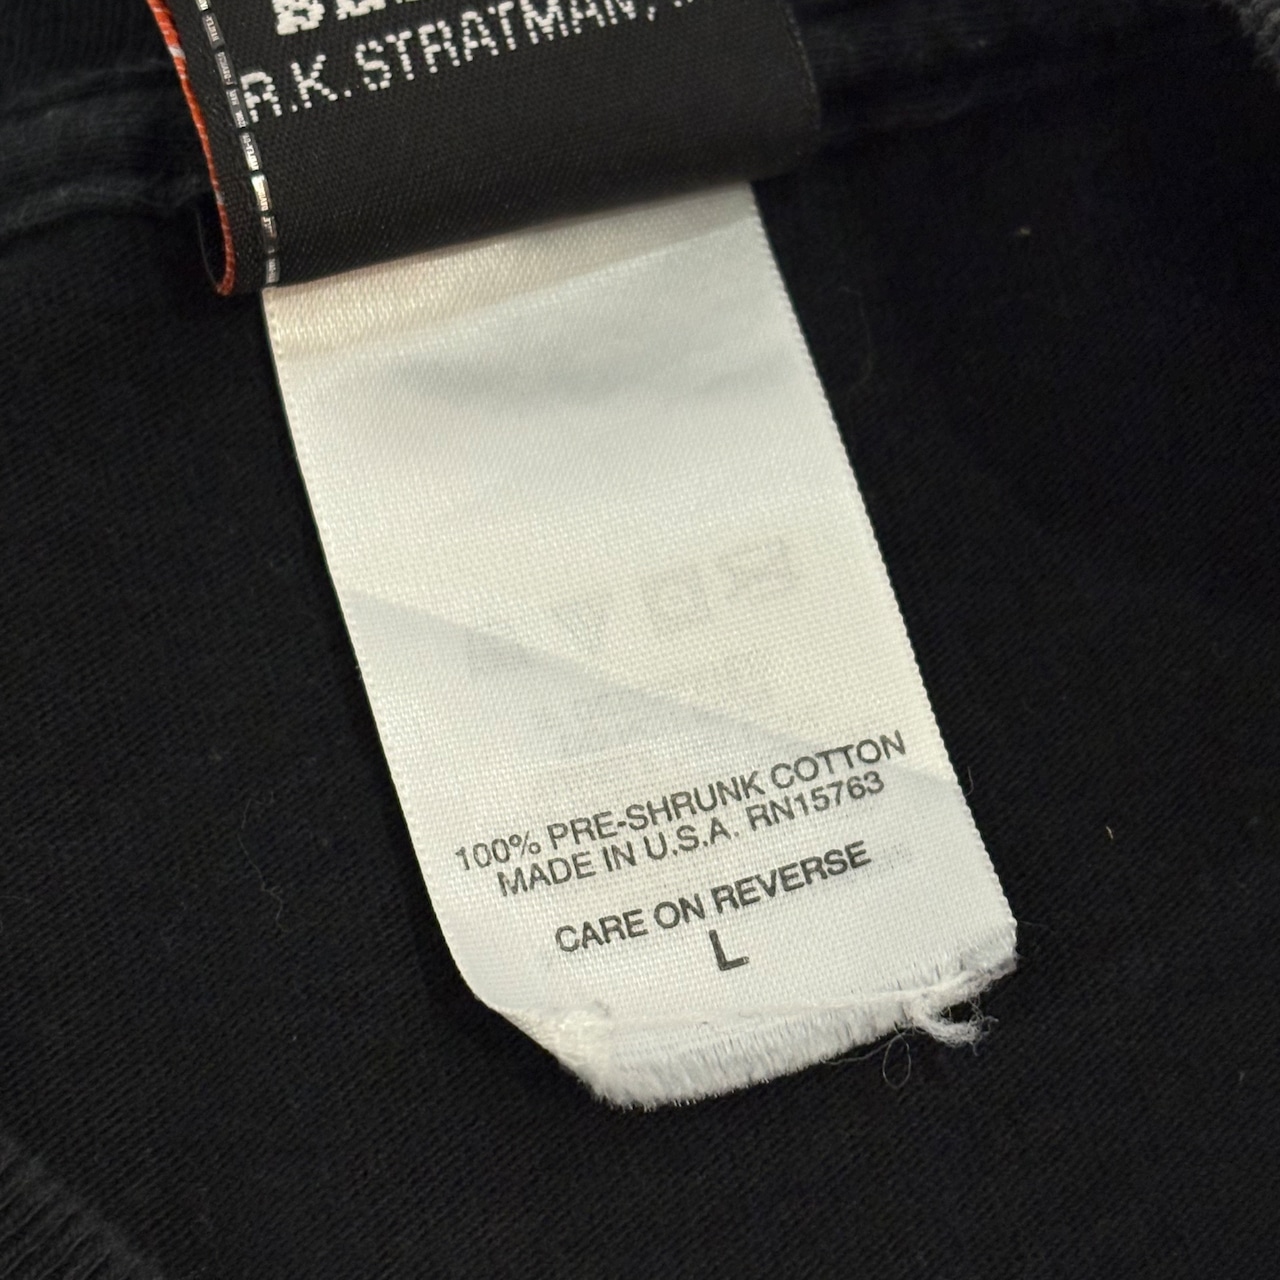 R.K. STRATMAN,
100% PRE-SHRUNK COTTON
MADE IN U.S.A. RN15763
CARE ON REVERSE
L